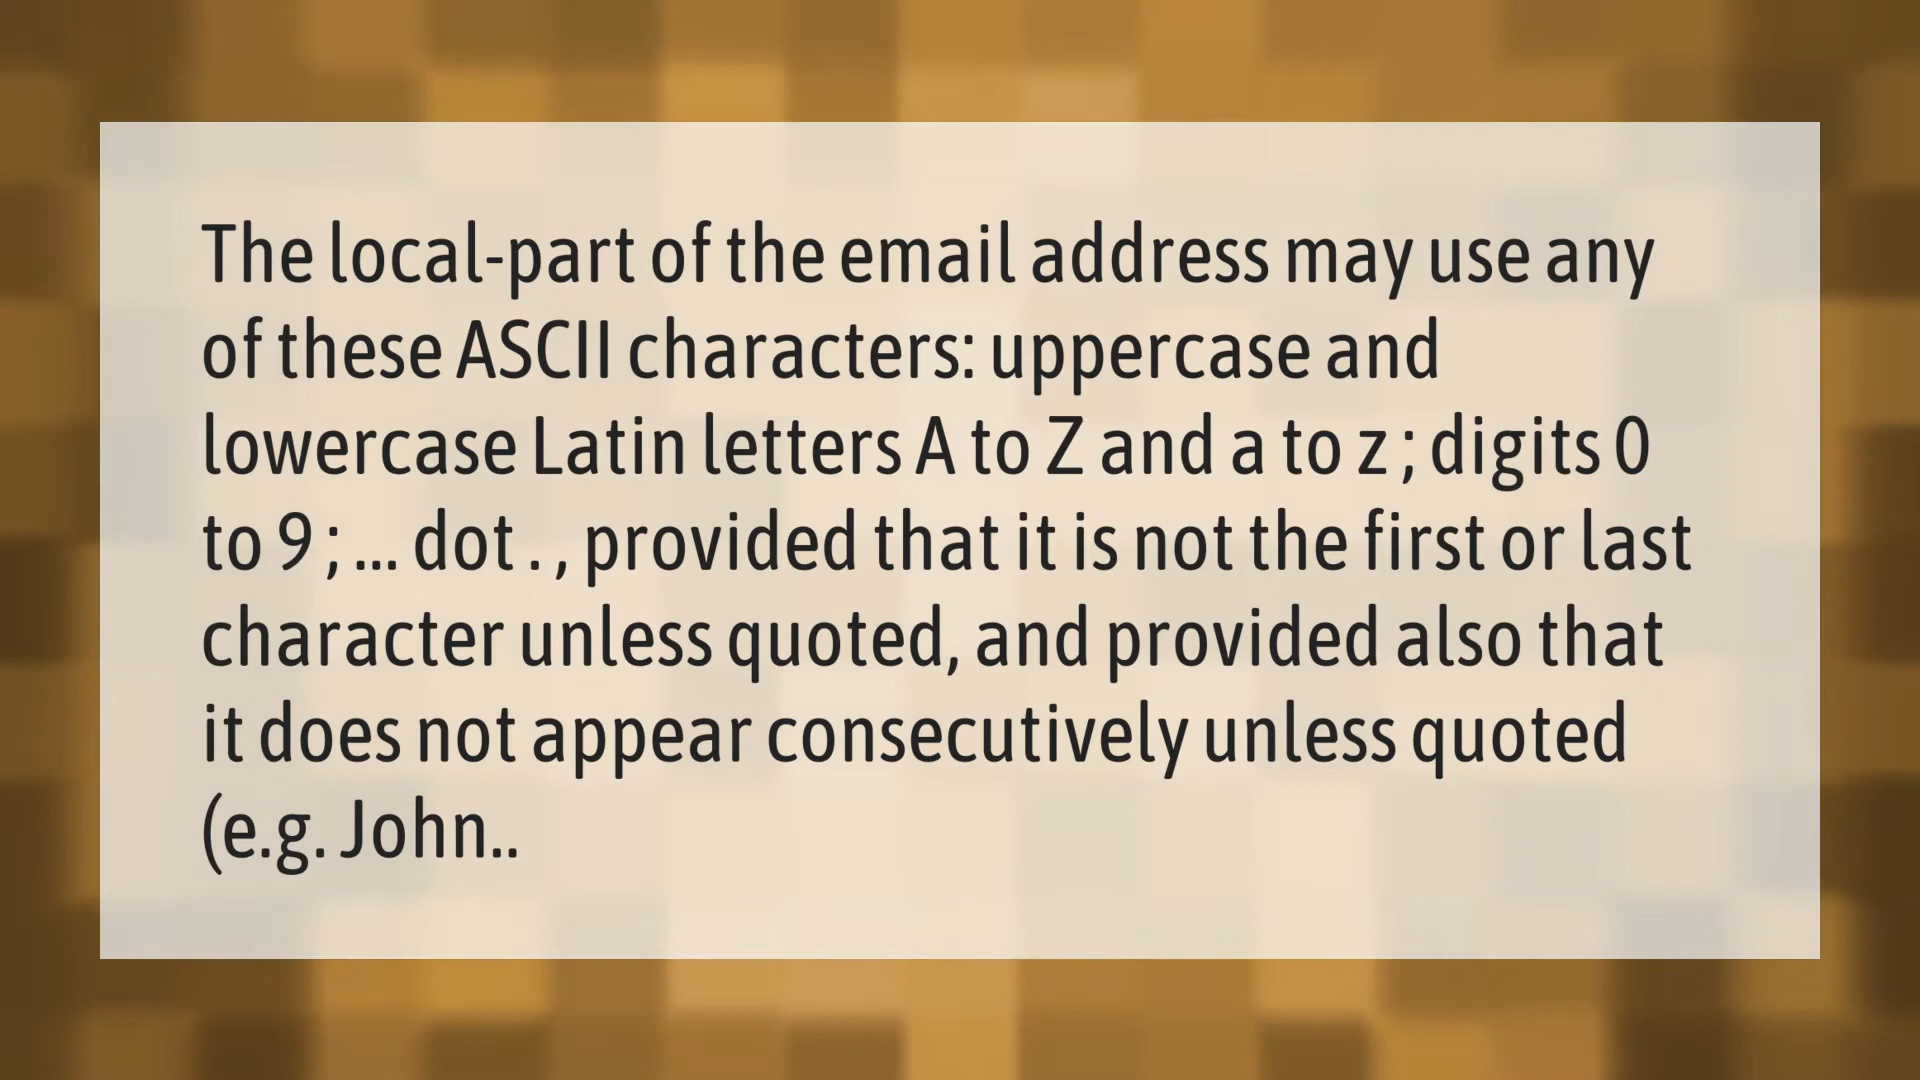 The local-part of the email address may use any
of these ASCII characters: uppercase and
lowercase Latin letters A to Z and a to z ; digits 0
to 9 ; ... dot . , provided that it is not the first or last
character unless quoted, and provided also that
it does not appear consecutively unless quoted
(e.g. John..